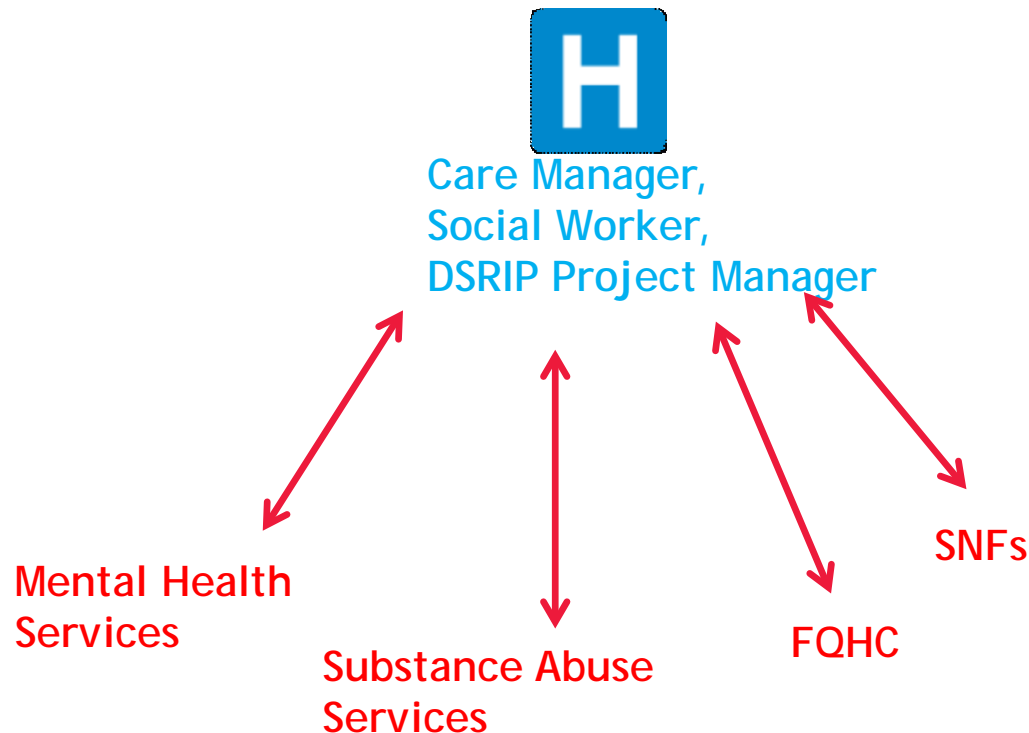 H
Care Manager,
Social Worker,
DSRIP Project Manager
SNFs
Mental Health
Services
FQHC
Substance Abuse
Services